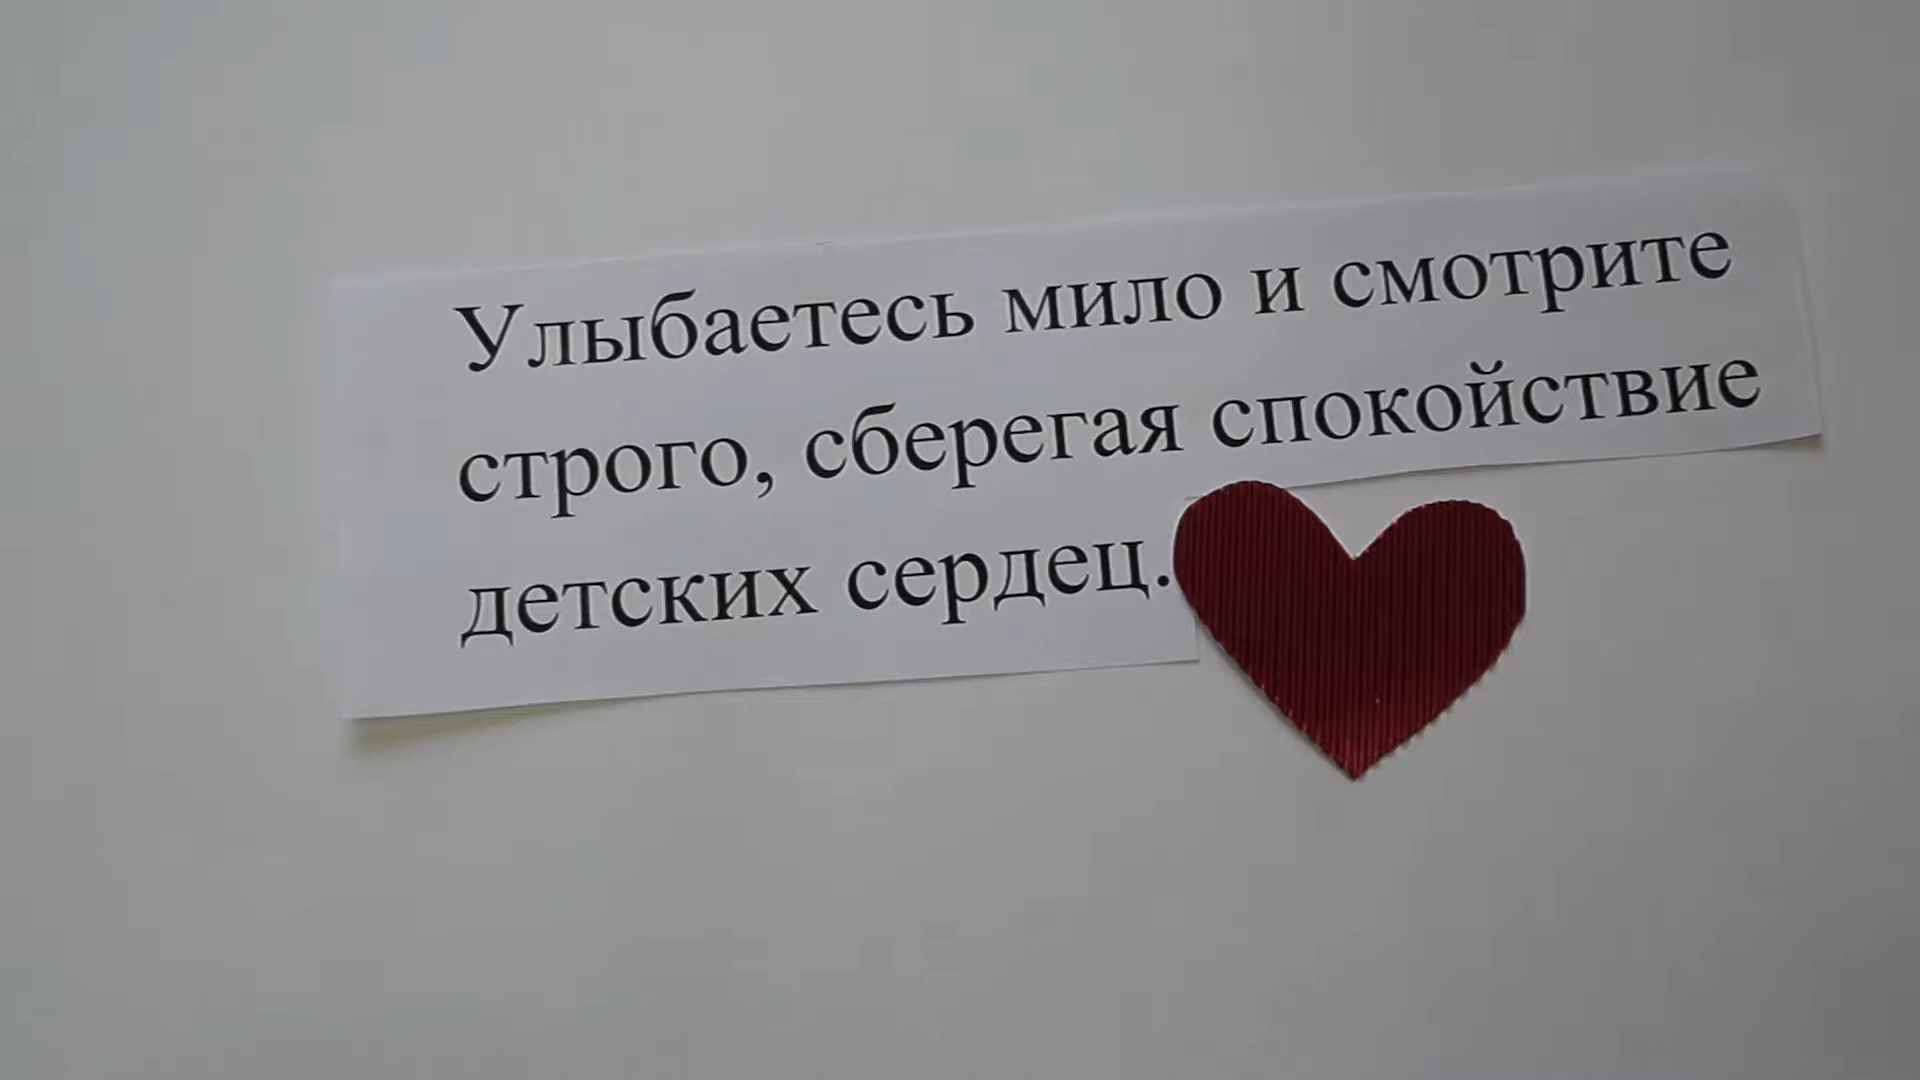 Улыбаетесь мило и смотрите
строго, сберегая спокойствие
детских сердец.